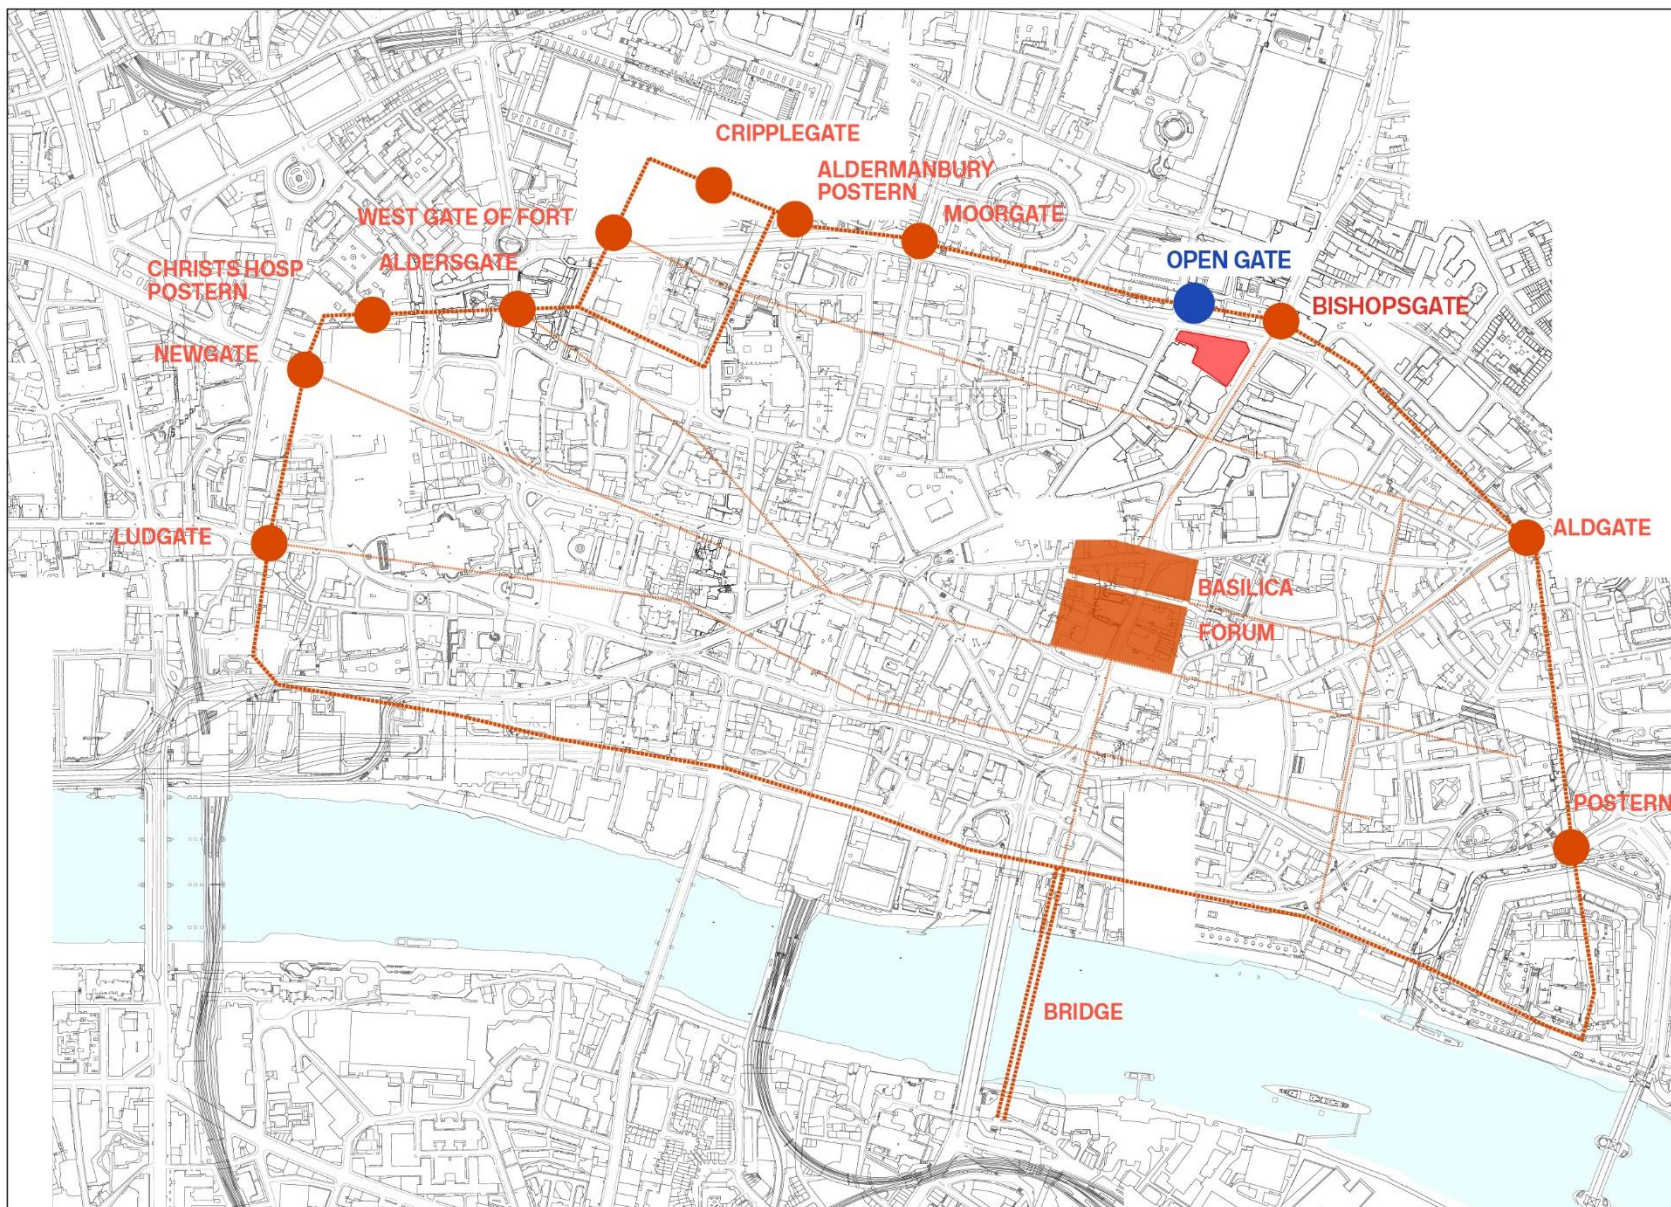 CRIPPLEGATE
ALDERMANBURY
POSTERN
WEST GATE OF FORT
MOORGATE
ALDERSGATE
CHRISTS HOSP
POSTERN
OPEN GATE
BISHOPSGATE
NEWGATE
LUDGATE
ALDGATE
BASILICA
FORUM
POSTERN
BRIDGE